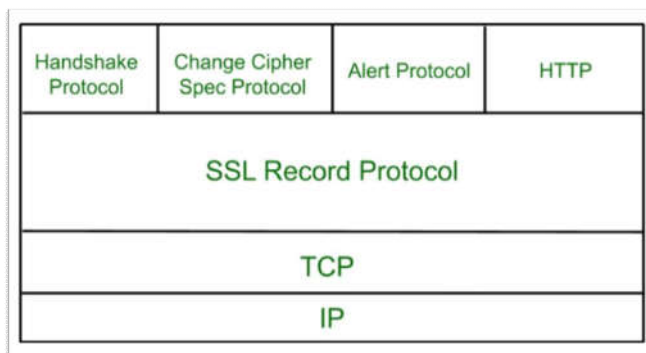 Handshake
Protocol
Change Cipher
Spec Protocol
Alert Protocol
HTTP
SSL Record Protocol
TCP
IP